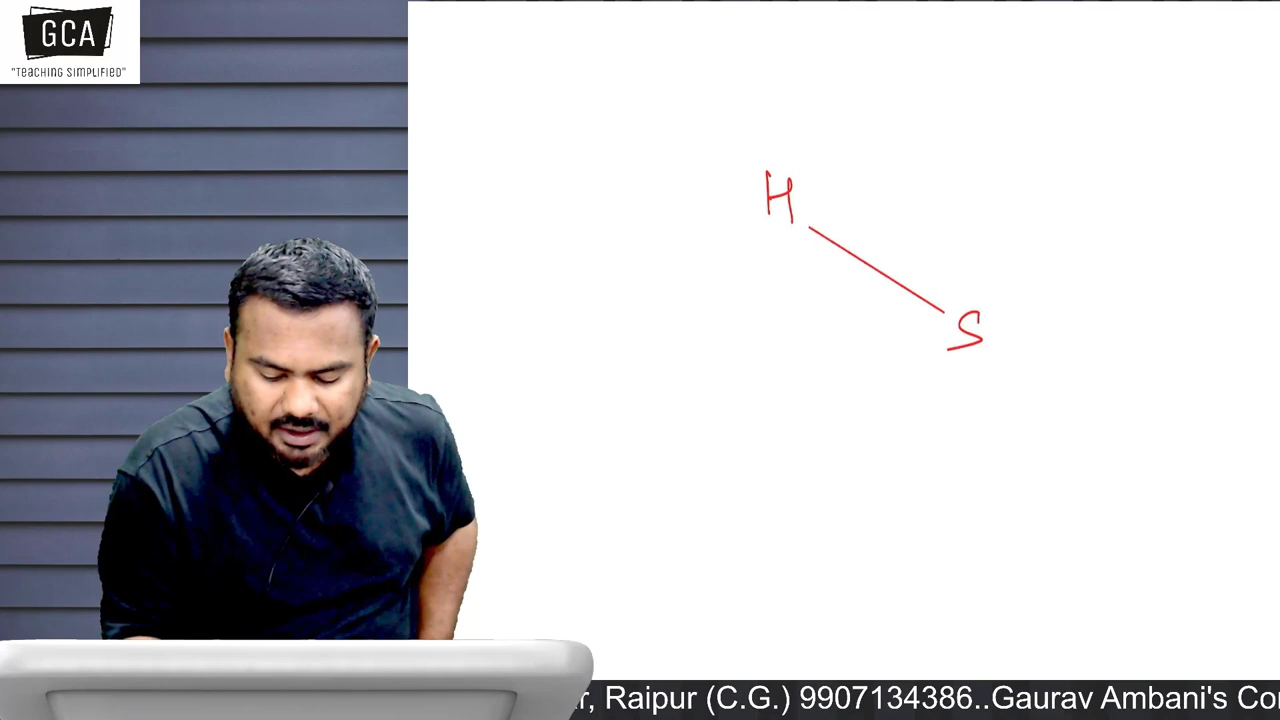 GCA
"Teaching Simplified"
H
S
r, Raipur (C.G.) 9907134386..Gaurav Ambani's Co